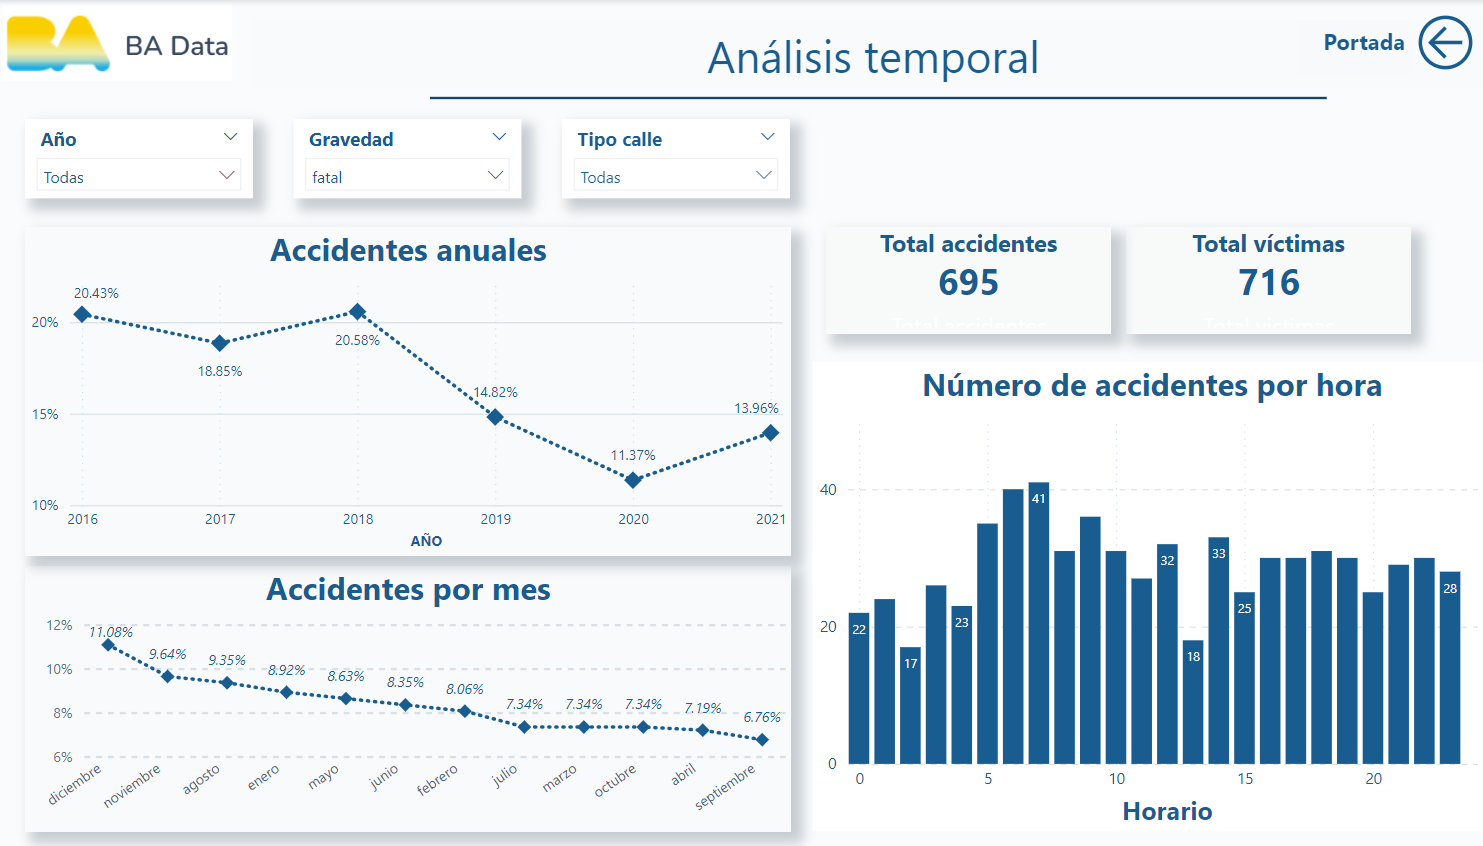 BA
BA Data
Análisis temporal
Portada
Año
Todas
Gravedad
fatal
Tipo calle
Todas
Accidentes anuales
20.43%
18.85%
20.58%
14.82%
11.37%
13.96%
20%
15%
10%
2016 2017 2018 2019 2020 2021
AÑO
Accidentes por mes
12%
10%
8%
6%
11.08% 9.64% 9.35% 8.92% 8.63% 8.35% 8.06% 7.34% 7.34% 7.34% 7.19% 6.76%
diciembre noviembre agosto enero mayo junio febrero julio marzo octubre abril septiembre
Total accidentes
695
Total accidentes
Total víctimas
716
Total víctimas
Número de accidentes por hora
40
20
0
22 17 23 41 32 18 33 25 28
0 5 10 15 20
Horario